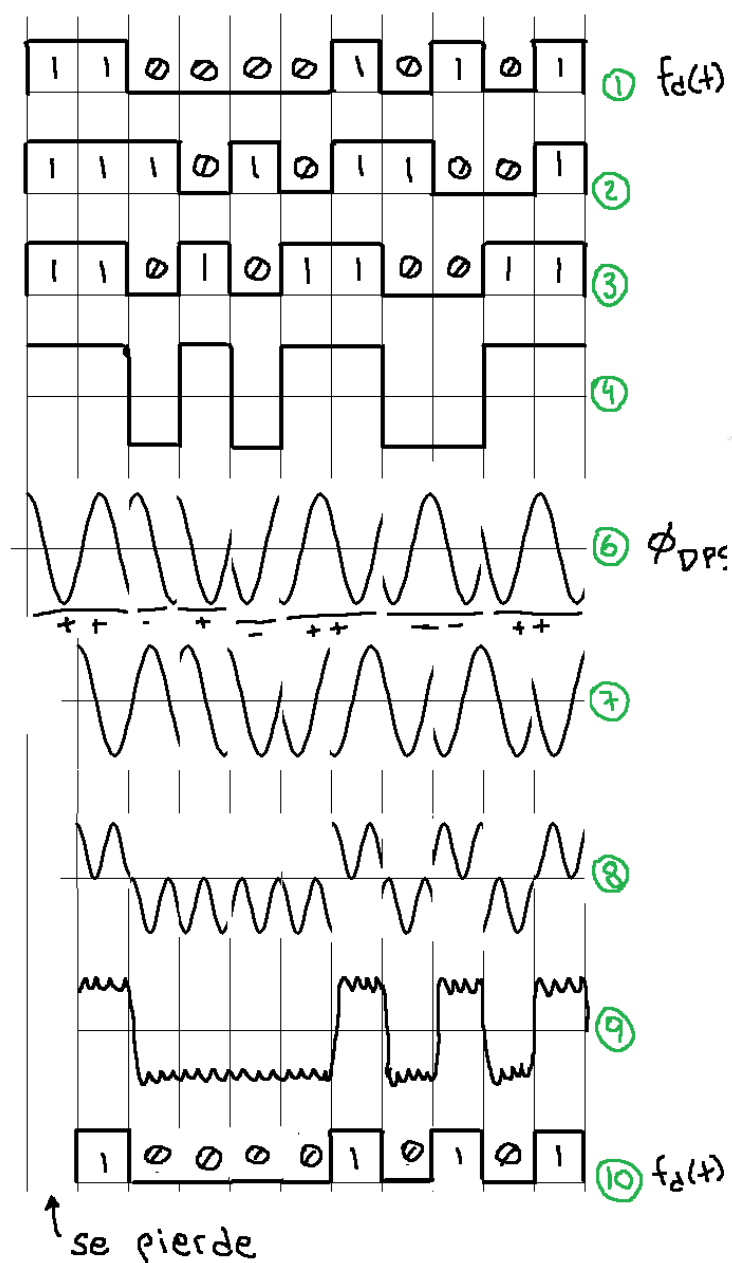 1 1 0 0 0 0 1 0 1 0 1 ① fd(t)
1 1 1 0 1 0 1 1 0 0 1 ②
1 1 0 1 0 1 1 0 0 1 1 ③
④
⑥ ϕDPS
+ + - + - + + - - + +
⑦
⑧
⑨
1 0 0 0 0 1 0 1 0 1 ⑩ fd(t)
se pierde